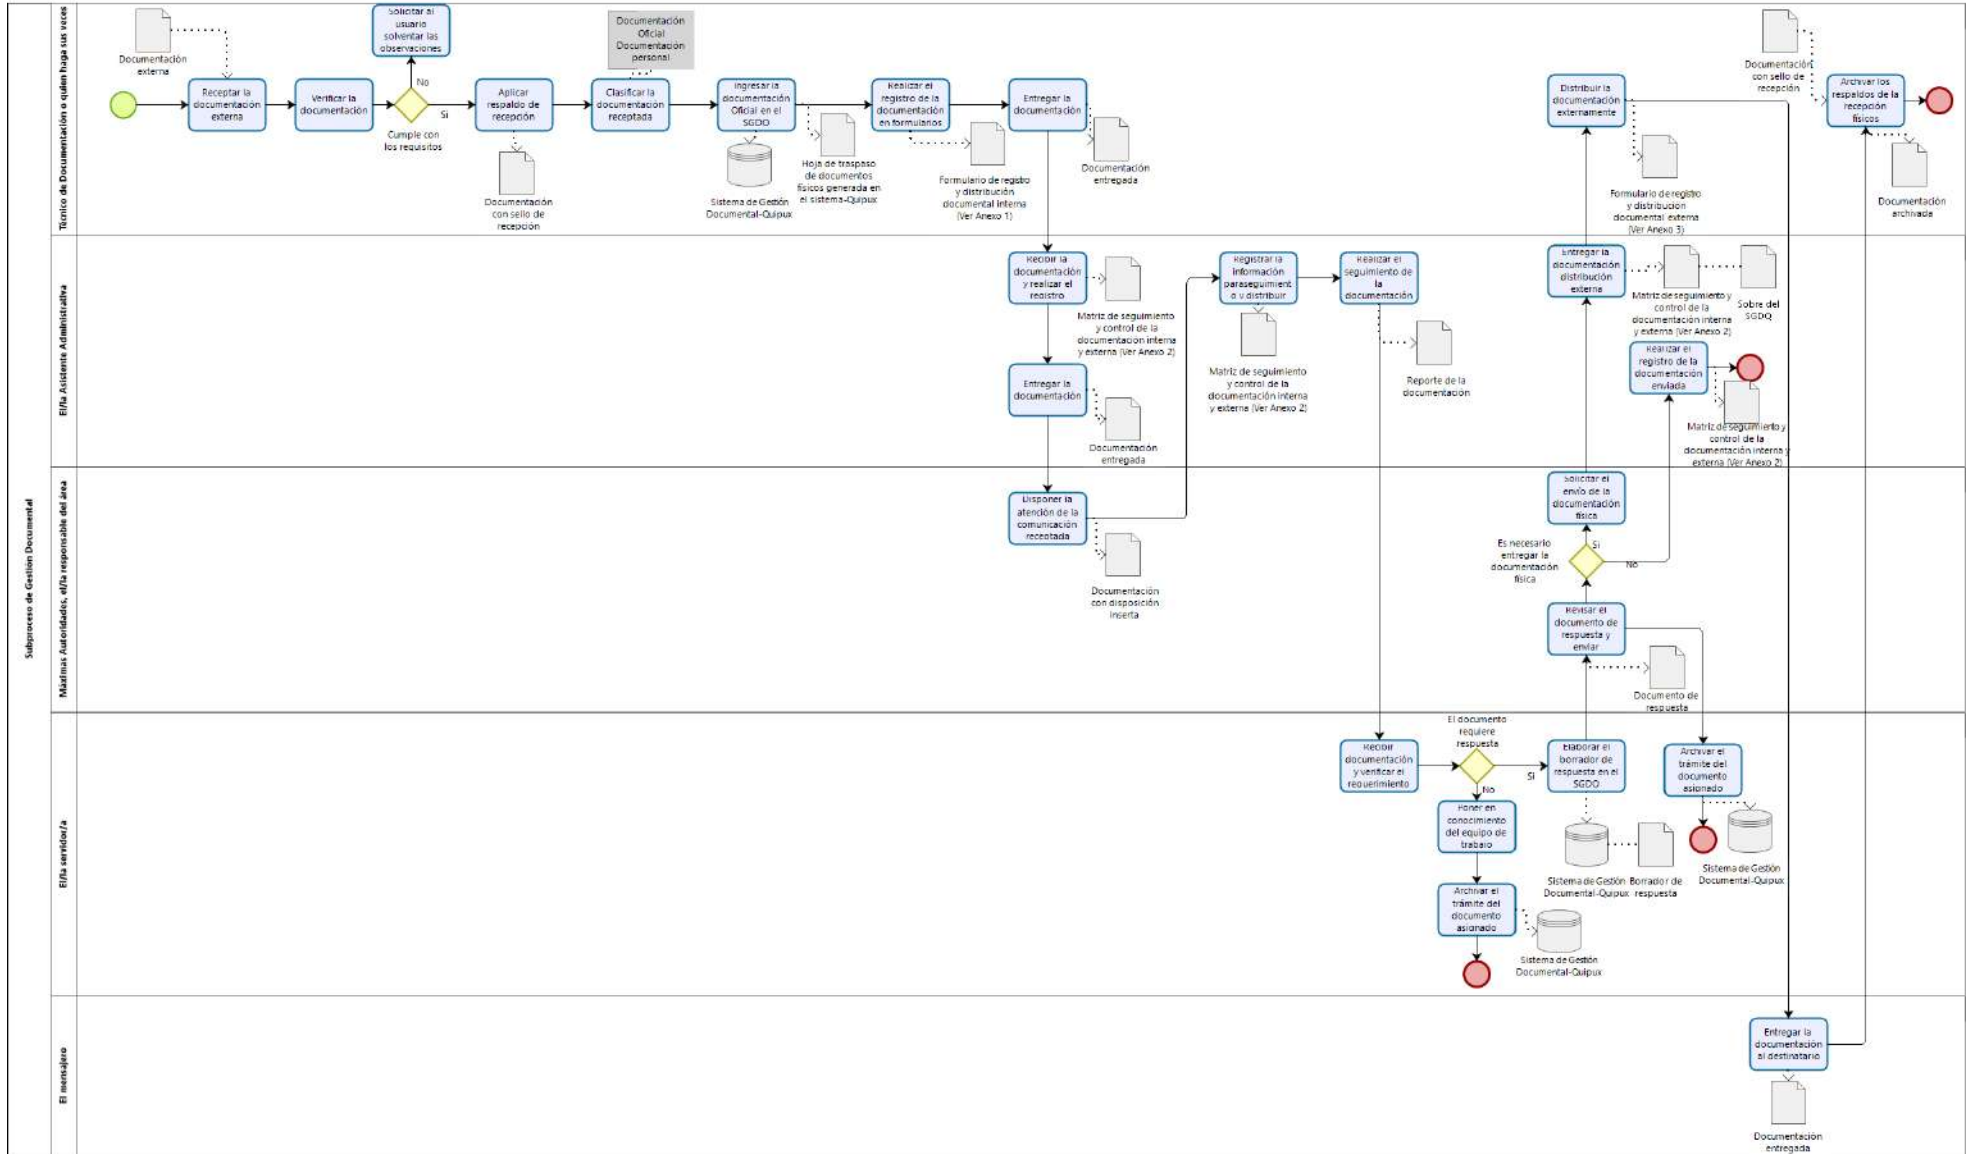 Subproceso de Gestión Documental
Técnico de Documentación o quien haga sus veces
Documentación
externa
Receptar la
documentación
externa
Verificar la
documentación
Solicitar al
usuario
solventar las
observaciones
No
Si
Cumple con
los requisitos
Aplicar
respaldo de
recepción
Documentación
con sello de
recepción
Documentación
Oficial
Documentación
personal
Clasificar la
documentación
receptada
Ingresar la
documentación
Oficial en el
SGDQ
Sistema de Gestión
Documental-Quipux
Hoja de traspaso
de documentos
físicos generada en
el sistema-Quipux
Realizar el
registro de la
documentación
en formularios
Formulario de registro
y distribución
documental interna
(Ver Anexo 1)
Entregar la
documentación
Documentación
entregada
Distribuir la
documentación
externamente
Formulario de registro
y distribución
documental externa
(Ver Anexo 3)
Documentación
con sello de
recepción
Archivar los
respaldos de la
recepción
físicos
Documentación
archivada
El/la Asistente Administrativa
Recibir la
documentación
y realizar el
registro
Matriz de seguimiento
y control de la
documentación interna
y externa (Ver Anexo 2)
Entregar la
documentación
Documentación
entregada
Registrar la
información
paraseguimient
o y distribuir
Matriz de seguimiento
y control de la
documentación interna
y externa (Ver Anexo 2)
Realizar el
seguimiento de
la
documentación
Reporte de la
documentación
Entregar la
documentación
distribución
externa
Matriz de seguimiento y
control de la
documentación interna
y externa (Ver Anexo 2)
Sobre del
SGDQ
Realizar el
registro de la
documentación
enviada
Matriz de seguimiento y
control de la
documentación interna y
externa (Ver Anexo 2)
Máximas Autoridades, el/la responsable del área
Disponer la
atención de la
comunicación
receptada
Documentación
con disposición
inserta
Solicitar el
envío de la
documentación
física
Es necesario
entregar la
documentación
física
Si
No
Revisar el
documento de
respuesta y
enviar
Documento de
respuesta
El/la servidor/a
Recibir
documentación
y verificar el
requerimiento
El documento
requiere
respuesta
Si
No
Poner en
conocimiento
del equipo de
trabajo
Archivar el
trámite del
documento
asignado
Sistema de Gestión
Documental-Quipux
Elaborar el
borrador de
respuesta en el
SGDQ
Sistema de Gestión
Documental-Quipux
Borrador de
respuesta
Archivar el
trámite del
documento
asignado
Sistema de Gestión
Documental-Quipux
El mensajero
Entregar la
documentación
al destinatario
Documentación
entregada